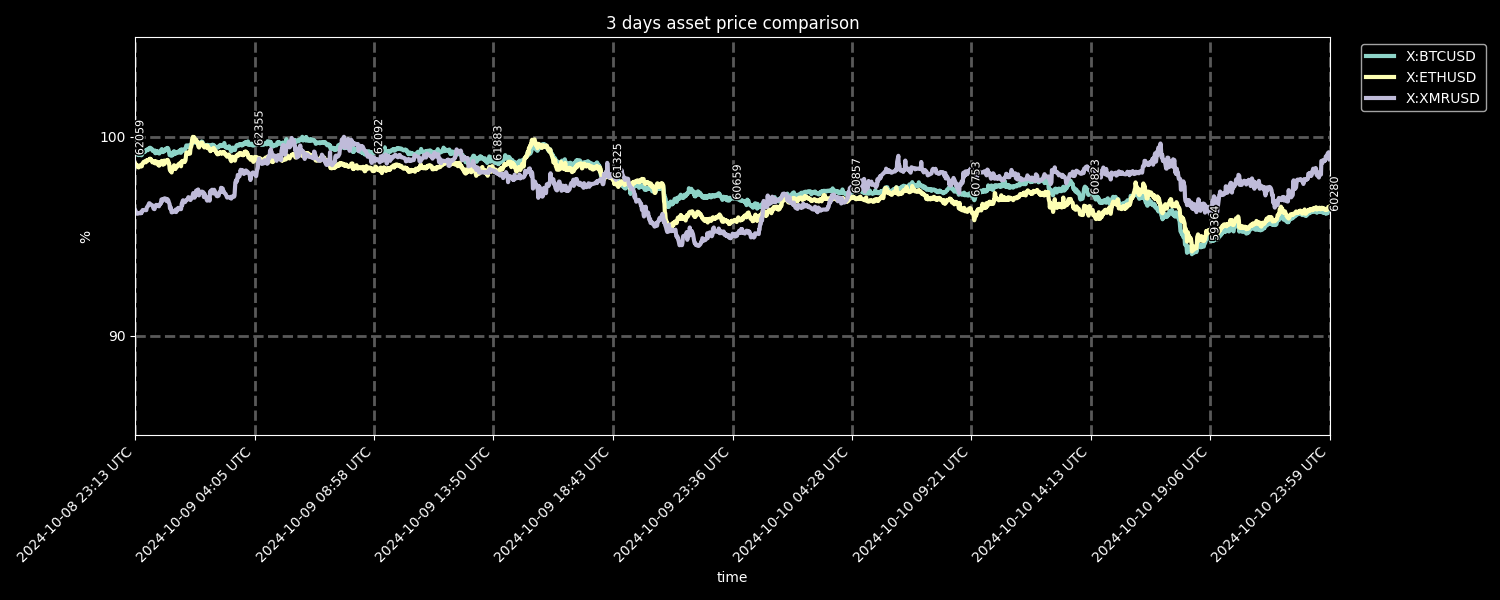 3 days asset price comparison
X:BTCUSD
X:ETHUSD
X:XMRUSD
100
90
%
62059
62355
62092
61883
61325
60659
60857
60753
60823
59364
60280
2024-10-08 23:13 UTC
2024-10-09 04:05 UTC
2024-10-09 08:58 UTC
2024-10-09 13:50 UTC
2024-10-09 18:43 UTC
2024-10-09 23:36 UTC
2024-10-10 04:28 UTC
2024-10-10 09:21 UTC
2024-10-10 14:13 UTC
2024-10-10 19:06 UTC
2024-10-10 23:59 UTC
time